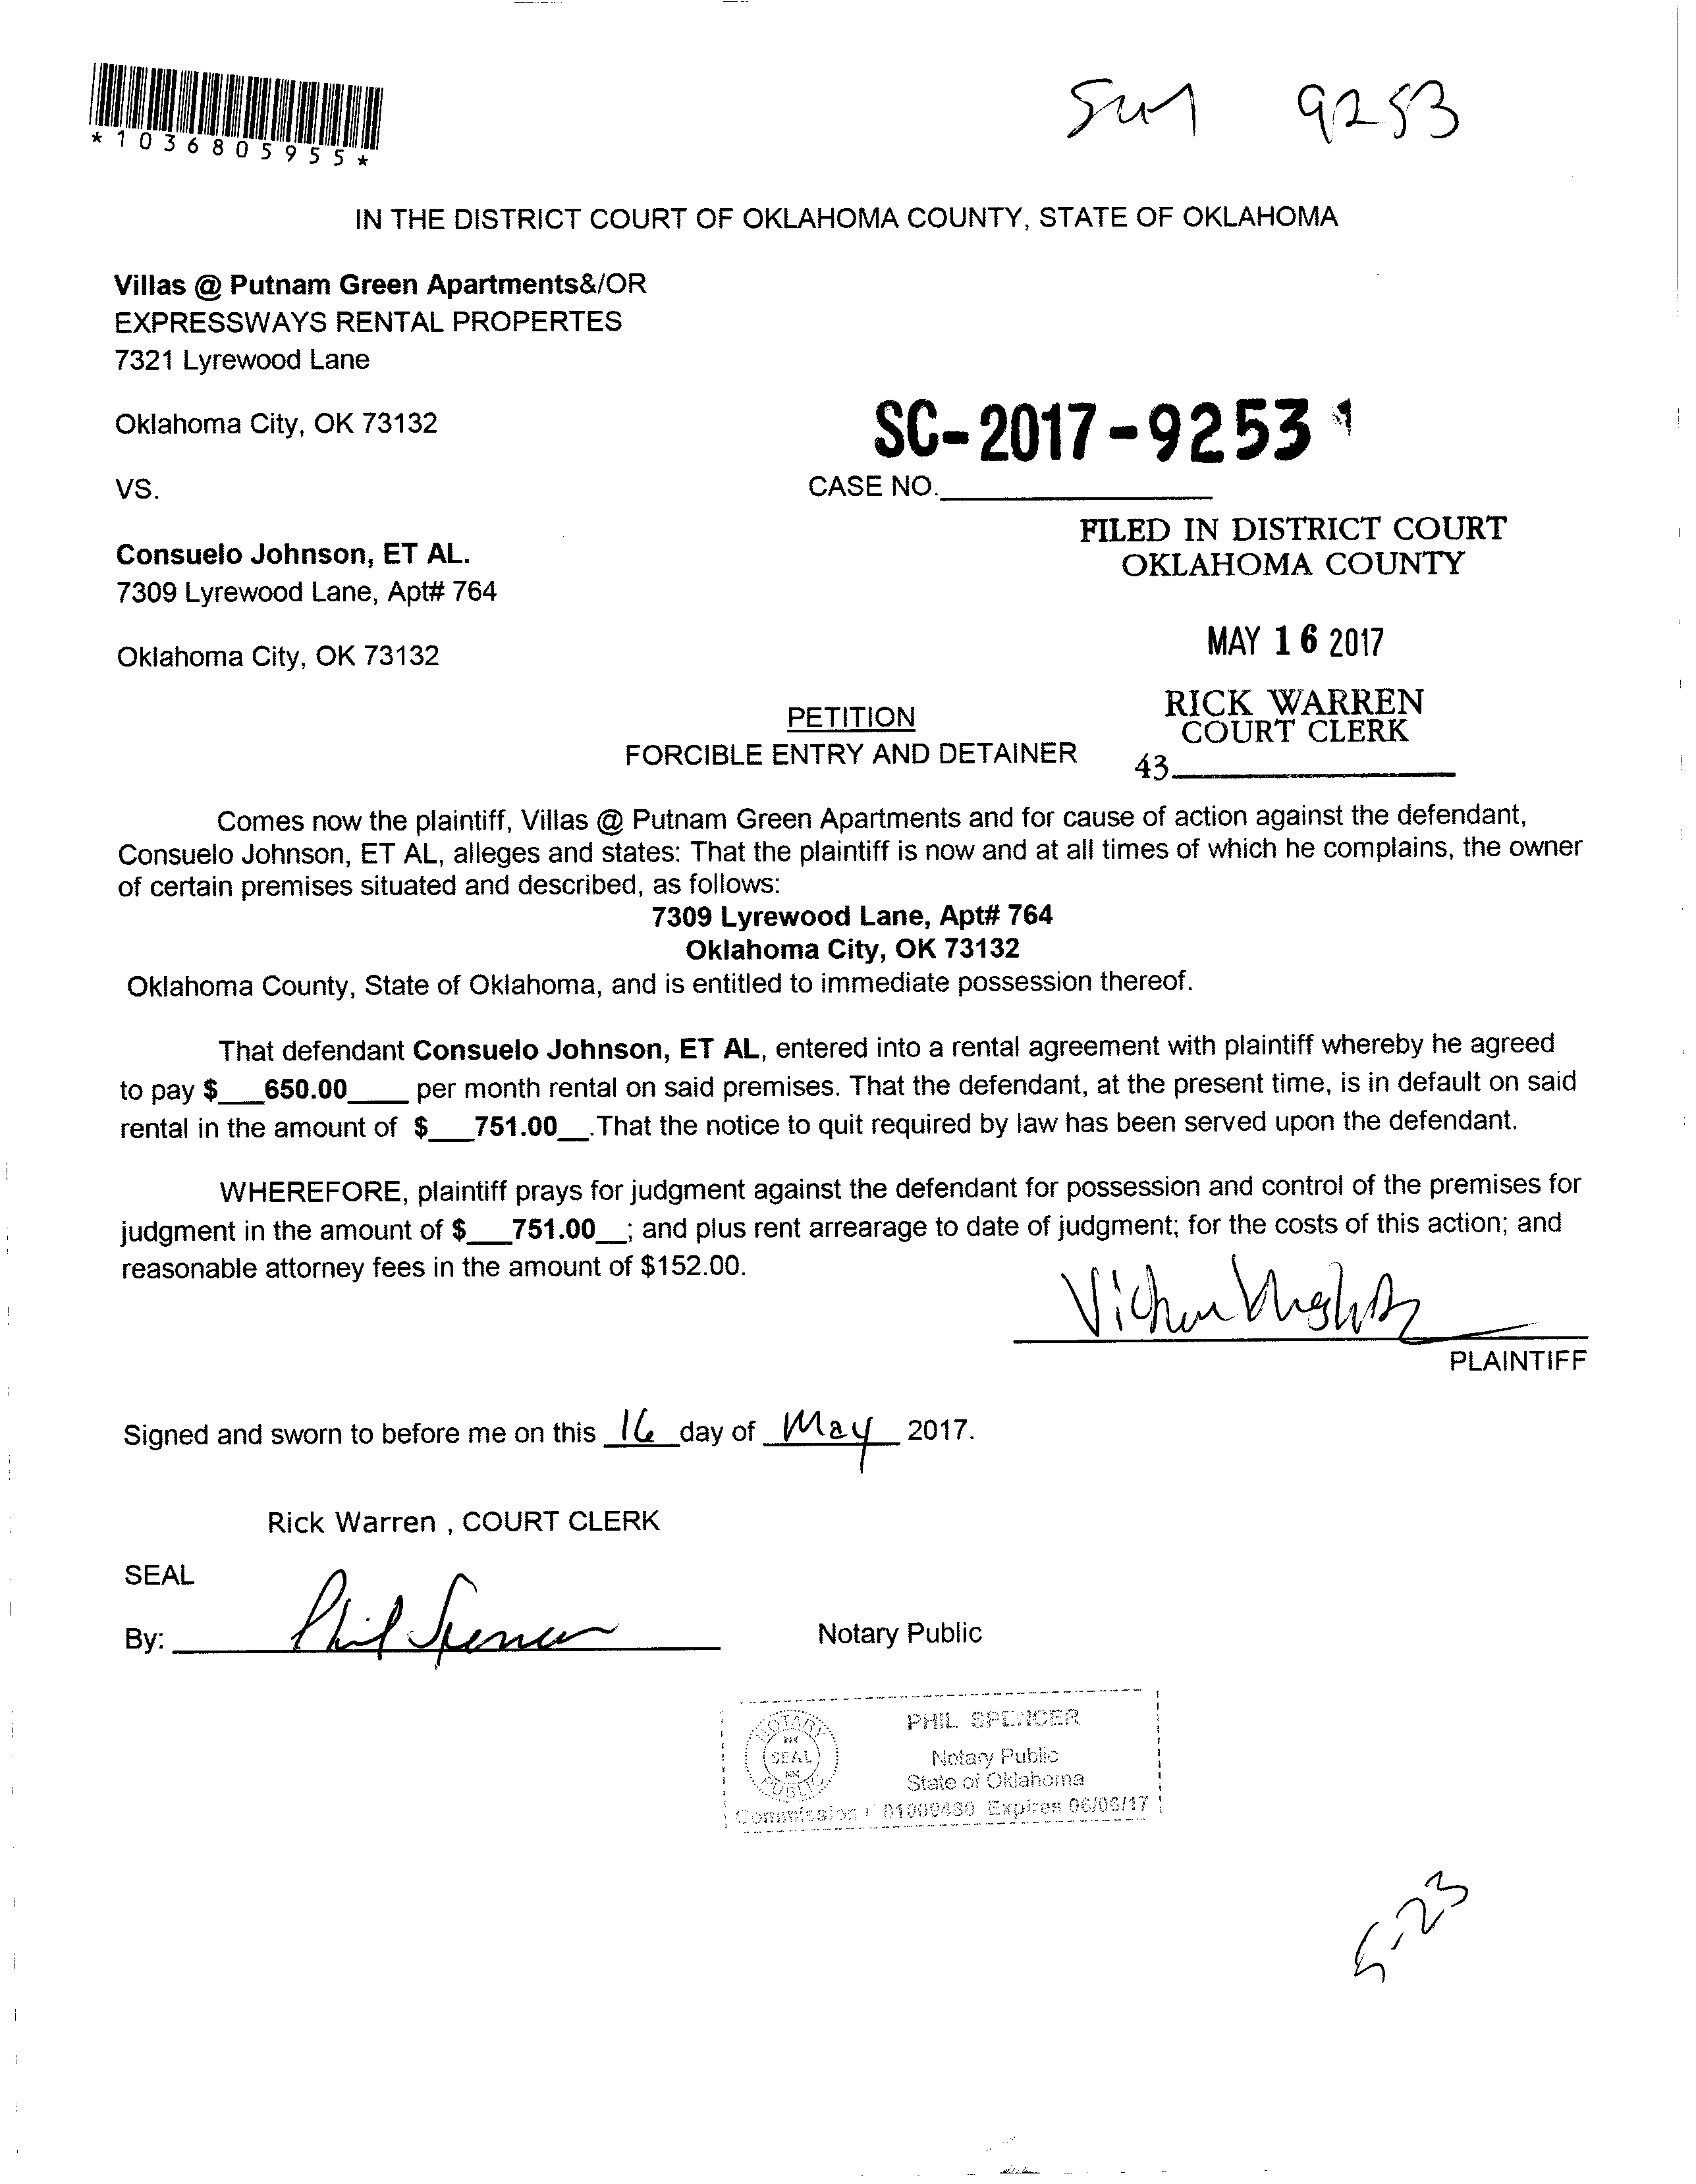 *1036805955*
9253
IN THE DISTRICT COURT OF OKLAHOMA COUNTY, STATE OF OKLAHOMA
Villas @ Putnam Green Apartments&/OR
EXPRESSWAYS RENTAL PROPERTES
7321 Lyrewood Lane
Oklahoma City, OK 73132
SC-2017-9253
VS.
CASE NO.
FILED IN DISTRICT COURT
OKLAHOMA COUNTY
Consuelo Johnson, ET AL.
7309 Lyrewood Lane, Apt# 764
MAY 16 2017
Oklahoma City, OK 73132
RICK WARREN
COURT CLERK
43
PETITION
FORCIBLE ENTRY AND DETAINER
Comes now the plaintiff, Villas @ Putnam Green Apartments and for cause of action against the defendant,
Consuelo Johnson, ET AL, alleges and states: That the plaintiff is now and at all times of which he complains, the owner
of certain premises situated and described, as follows:
7309 Lyrewood Lane, Apt# 764
Oklahoma City, OK 73132
Oklahoma County, State of Oklahoma, and is entitled to immediate possession thereof.
That defendant Consuelo Johnson, ET AL, entered into a rental agreement with plaintiff whereby he agreed
to pay $___650.00____ per month rental on said premises. That the defendant, at the present time, is in default on said
rental in the amount of $___751.00__.That the notice to quit required by law has been served upon the defendant.
WHEREFORE, plaintiff prays for judgment against the defendant for possession and control of the premises for
judgment in the amount of $___751.00__; and plus rent arrearage to date of judgment; for the costs of this action; and
reasonable attorney fees in the amount of $152.00.
PLAINTIFF
Signed and sworn to before me on this 16 day of May 2017.
Rick Warren , COURT CLERK
SEAL
By: Phil Spencer Notary Public
NOTARY
SEAL
PUBLIC
PHIL SPENCER
Notary Public
State of Oklahoma
Commission # 01009480 Expires 06/06/17
5-23